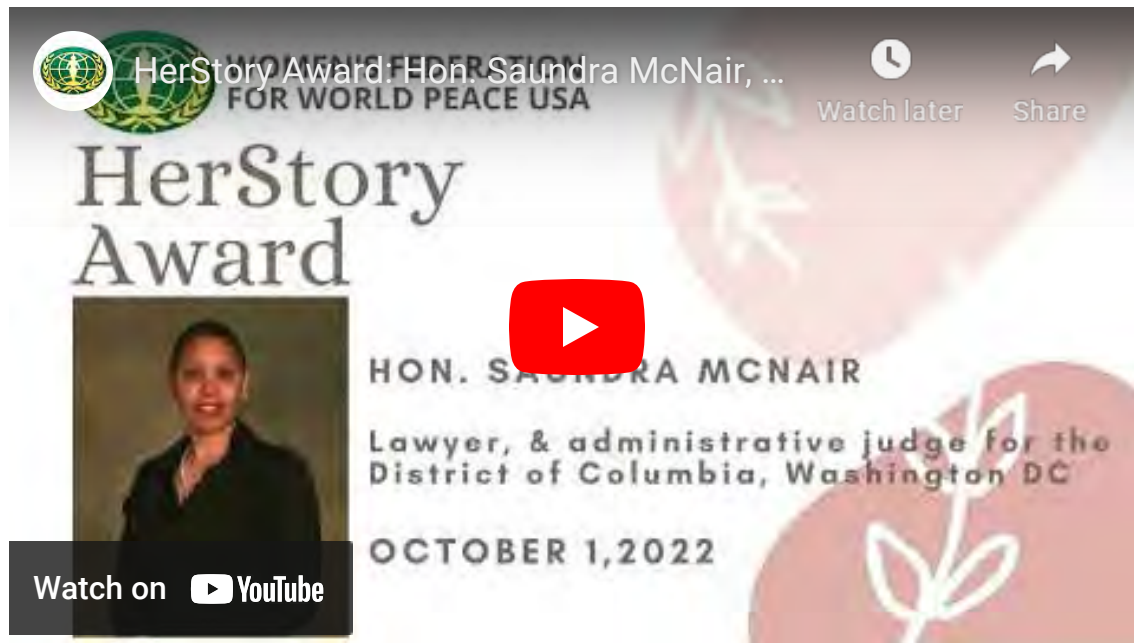 WOMEN'S FEDERATION
HerStory Award: Hon. Saundra McNair, ...
FOR WORLD PEACE USA
Watch later
Share
HerStory
Award
HON. SAUNDRA MCNAIR
Lawyer, & administrative judge for the
District of Columbia, Washington DC
OCTOBER 1,2022
Watch on YouTube